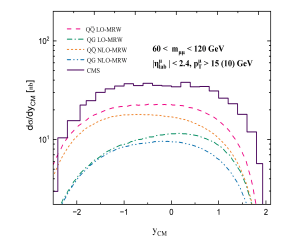 QQ̄ LO-MRW
QG LO-MRW
QQ̄ NLO-MRW
QG NLO-MRW
CMS
60 < m_μμ < 120 GeV
|η^μ_lab| < 2.4, p^μ_T > 15 (10) GeV
dσ/dy_CM [nb]
10²
10¹
-2 -1 0 1 2
y_CM